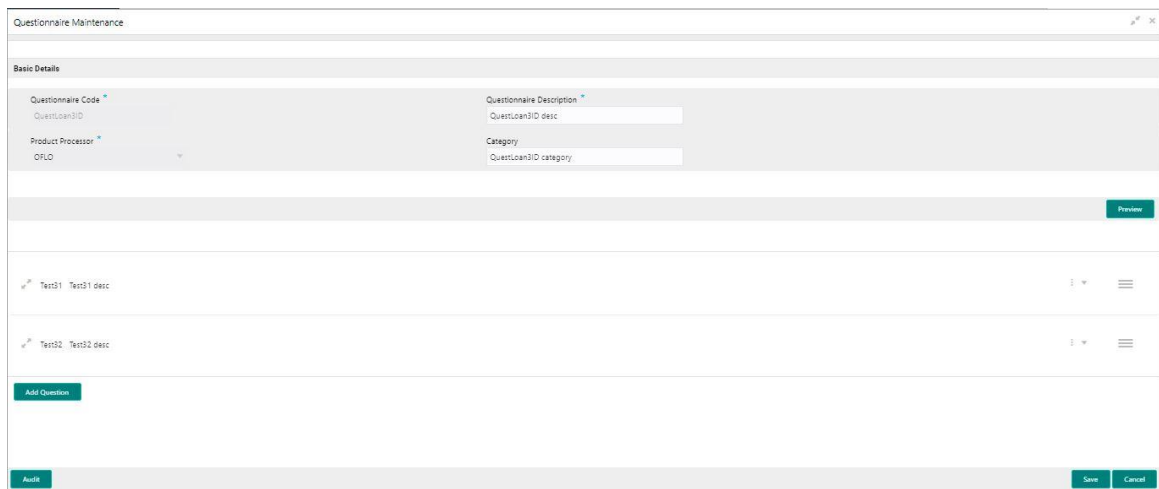 Questionnaire Maintenance
Basic Details
Questionnaire Code * Questionnaire Description *
QuestLoan3ID QuestLoan3ID desc
Product Processor * Category
OFLO QuestLoan3ID category
Preview
Test31 Test31 desc
Test32 Test32 desc
Add Question
Audit Save Cancel